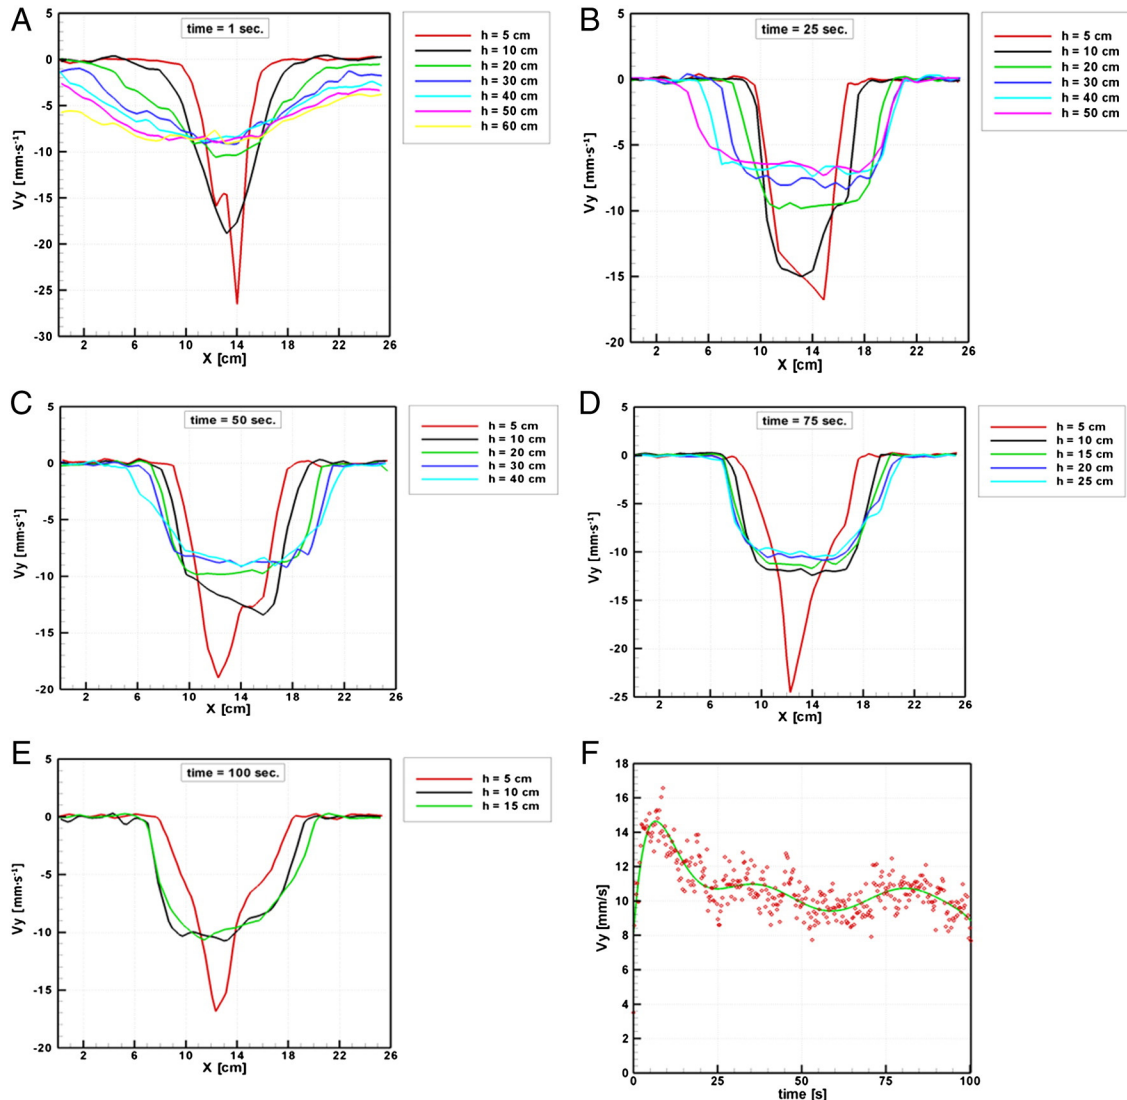 A
time = 1 sec.
5
0
-5
-10
-15
-20
-25
-30
Vy [mm·s⁻¹]
2 6 10 14 18 22 26
X [cm]
h = 5 cm
h = 10 cm
h = 20 cm
h = 30 cm
h = 40 cm
h = 50 cm
h = 60 cm
B
time = 25 sec.
5
0
-5
-10
-15
-20
Vy [mm·s⁻¹]
2 6 10 14 18 22 26
X [cm]
h = 5 cm
h = 10 cm
h = 20 cm
h = 30 cm
h = 40 cm
h = 50 cm
C
time = 50 sec.
5
0
-5
-10
-15
-20
Vy [mm·s⁻¹]
2 6 10 14 18 22 26
X [cm]
h = 5 cm
h = 10 cm
h = 20 cm
h = 30 cm
h = 40 cm
D
time = 75 sec.
5
0
-5
-10
-15
-20
-25
Vy [mm·s⁻¹]
2 6 10 14 18 22 26
X [cm]
h = 5 cm
h = 10 cm
h = 15 cm
h = 20 cm
h = 25 cm
E
time = 100 sec.
5
0
-5
-10
-15
-20
Vy [mm·s⁻¹]
2 6 10 14 18 22 26
X [cm]
h = 5 cm
h = 10 cm
h = 15 cm
F
18
16
14
12
10
8
6
4
2
0
Vy [mm/s]
0 25 50 75 100
time [s]